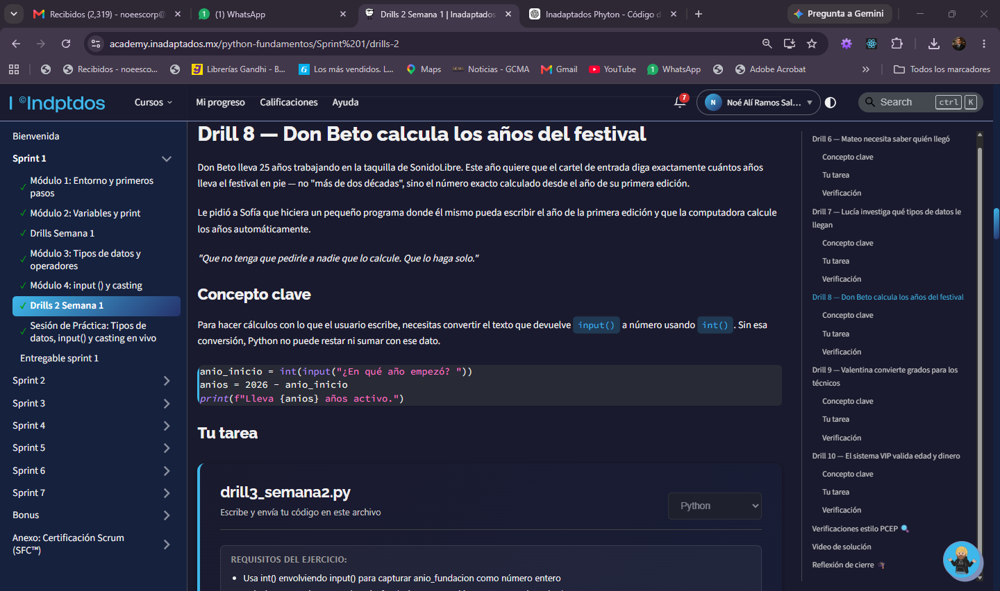 Recibidos (2,319) - noeescorp@
(1) WhatsApp
Drills 2 Semana 1 | Inadaptados
Inadaptados Phyton - Código d
Pregunta a Gemini
academy.inadaptados.mx/python-fundamentos/Sprint%201/drills-2
Recibidos - noeesco...
Librerías Gandhi - B...
Los más vendidos. L...
Maps
Noticias - GCMA
Gmail
YouTube
WhatsApp
Adobe Acrobat
Todos los marcadores
I ©Indptdos
Cursos
Mi progreso
Calificaciones
Ayuda
7
N
Noé Alí Ramos Sal...
Search
ctrl
K
Bienvenida
Sprint 1
Módulo 1: Entorno y primeros
pasos
Módulo 2: Variables y print
Drills Semana 1
Módulo 3: Tipos de datos y
operadores
Módulo 4: input () y casting
Drills 2 Semana 1
Sesión de Práctica: Tipos de
datos, input() y casting en vivo
Entregable sprint 1
Sprint 2
Sprint 3
Sprint 4
Sprint 5
Sprint 6
Sprint 7
Bonus
Anexo: Certificación Scrum
(SFC™)
Drill 8 — Don Beto calcula los años del festival
Don Beto lleva 25 años trabajando en la taquilla de SonidoLibre. Este año quiere que el cartel de entrada diga exactamente cuántos años
lleva el festival en pie — no "más de dos décadas", sino el número exacto calculado desde el año de su primera edición.
Le pidió a Sofía que hiciera un pequeño programa donde él mismo pueda escribir el año de la primera edición y que la computadora calcule
los años automáticamente.
"Que no tenga que pedirle a nadie que lo calcule. Que lo haga solo."
Concepto clave
Para hacer cálculos con lo que el usuario escribe, necesitas convertir el texto que devuelve input() a número usando int(). Sin esa
conversión, Python no puede restar ni sumar con ese dato.
anio_inicio = int(input("¿En qué año empezó? "))
anios = 2026 - anio_inicio
print(f"Lleva {anios} años activo.")
Tu tarea
drill3_semana2.py
Escribe y envía tu código en este archivo
Python
REQUISITOS DEL EJERCICIO:
Usa int() envolviendo input() para capturar anio_fundacion como número entero
Drill 6 — Mateo necesita saber quién llegó
Concepto clave
Tu tarea
Verificación
Drill 7 — Lucía investiga qué tipos de datos le
llegan
Concepto clave
Tu tarea
Verificación
Drill 8 — Don Beto calcula los años del festival
Concepto clave
Tu tarea
Verificación
Drill 9 — Valentina convierte grados para los
técnicos
Concepto clave
Tu tarea
Verificación
Drill 10 — El sistema VIP valida edad y dinero
Concepto clave
Tu tarea
Verificación
Verificaciones estilo PCEP
Video de solución
Reflexión de cierre